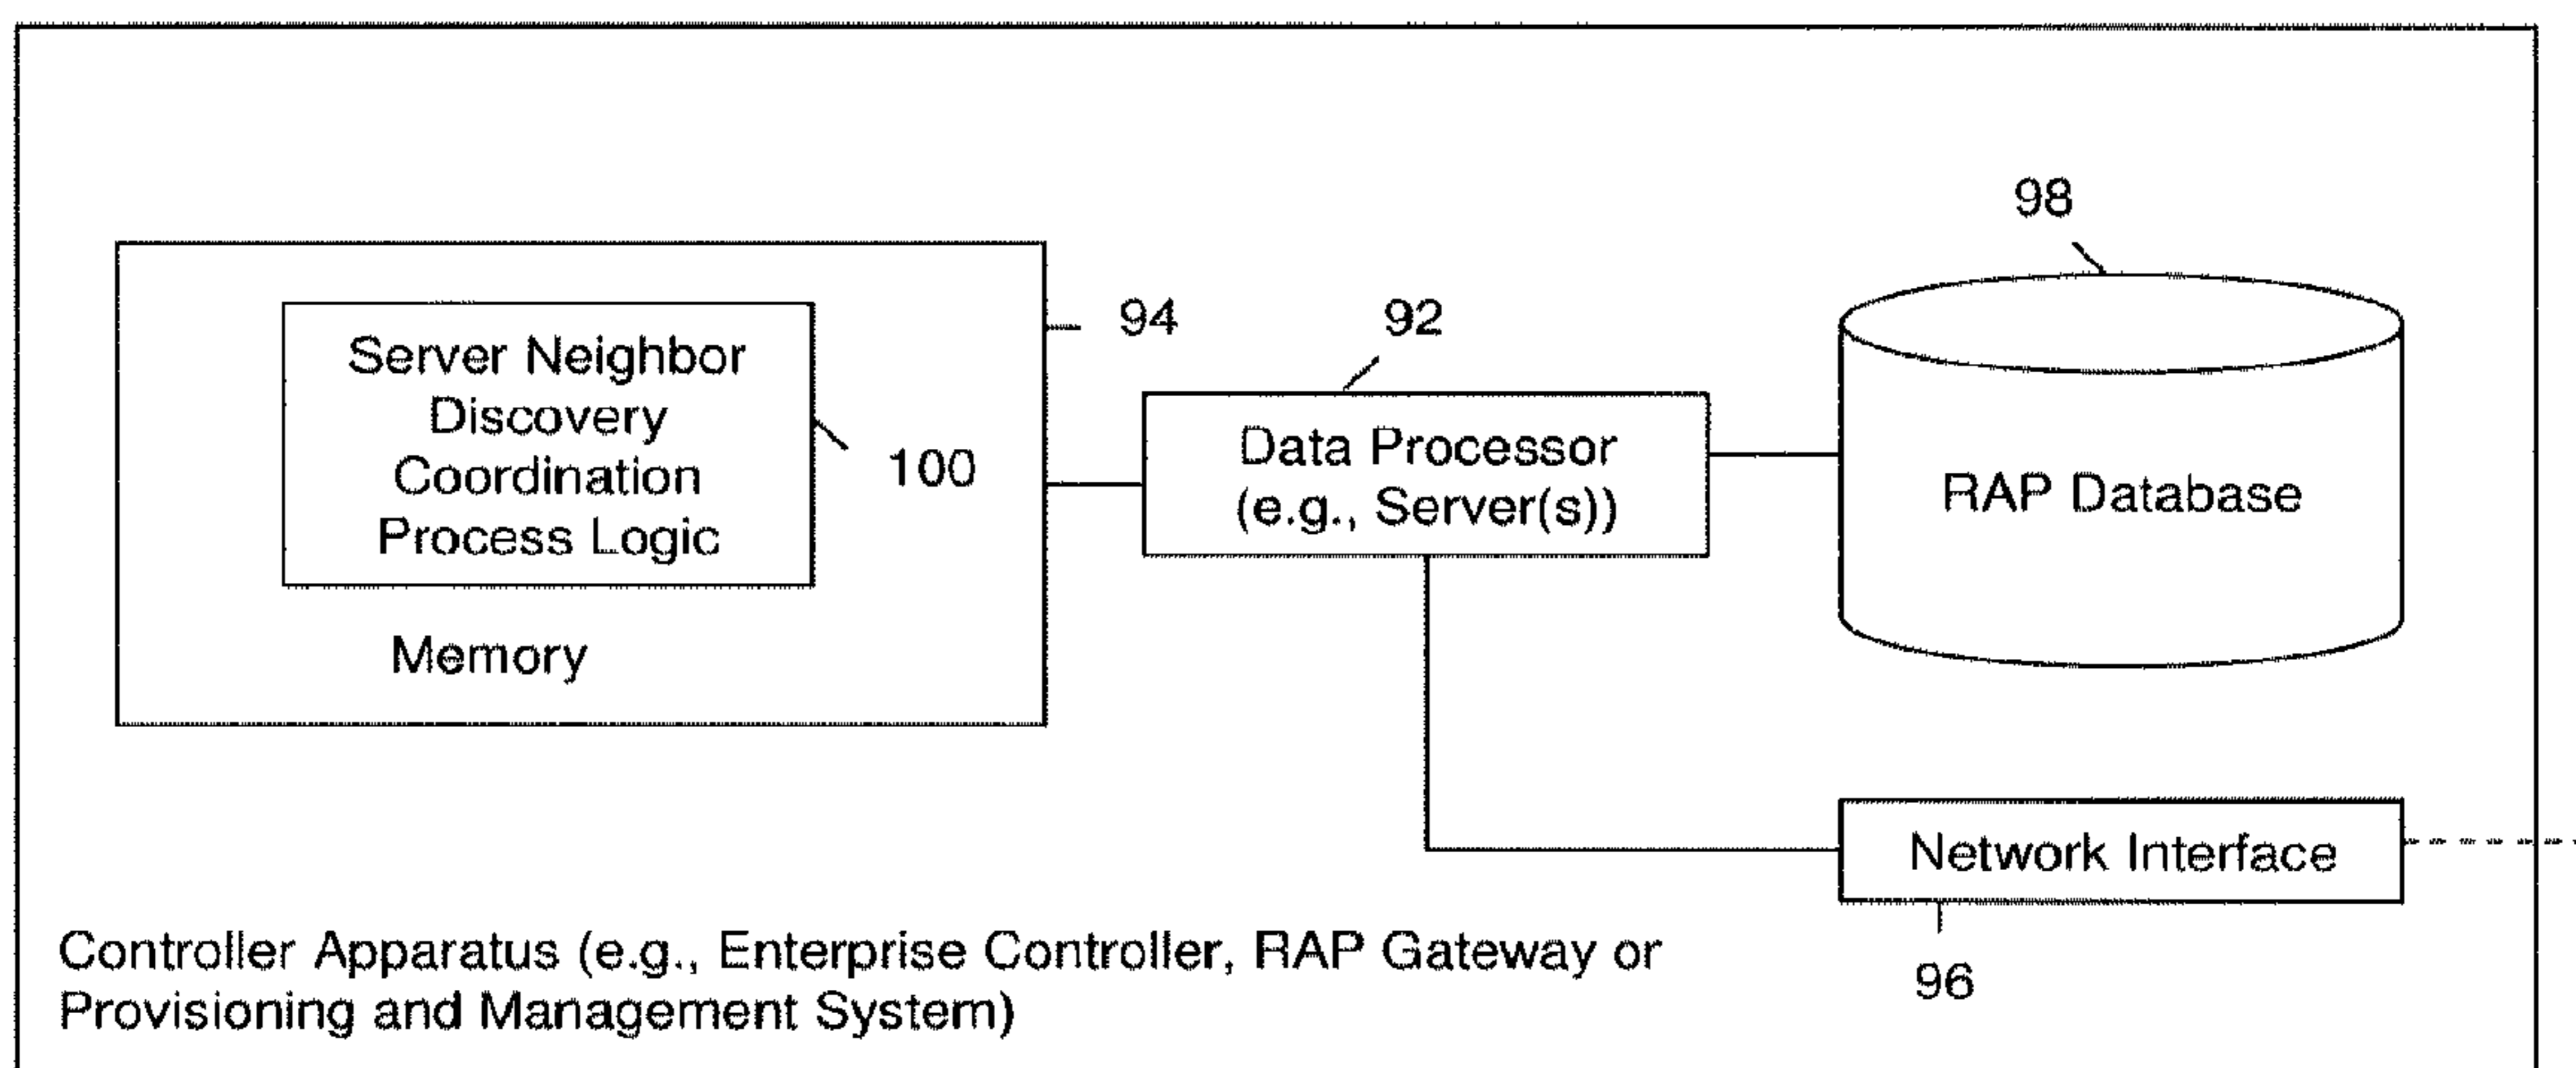 98
94
92
Server Neighbor
Discovery
Coordination
Process Logic
100
Data Processor
(e.g., Server(s))
RAP Database
Memory
Network Interface
96
Controller Apparatus (e.g., Enterprise Controller, RAP Gateway or
Provisioning and Management System)